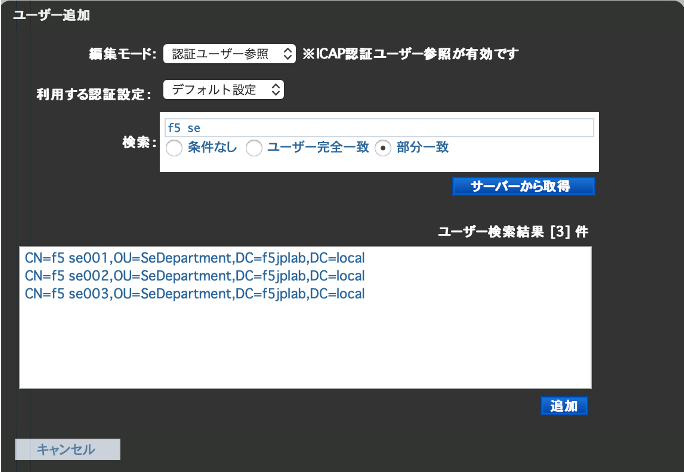 ユーザー追加
編集モード: 認証ユーザー参照 ※ICAP認証ユーザー参照が有効です
利用する認証設定: デフォルト設定
f5 se
検索:
条件なし ユーザー完全一致 部分一致
サーバーから取得
ユーザー検索結果 [3] 件
CN=f5 se001,OU=SeDepartment,DC=f5jplab,DC=local
CN=f5 se002,OU=SeDepartment,DC=f5jplab,DC=local
CN=f5 se003,OU=SeDepartment,DC=f5jplab,DC=local
追加
キャンセル